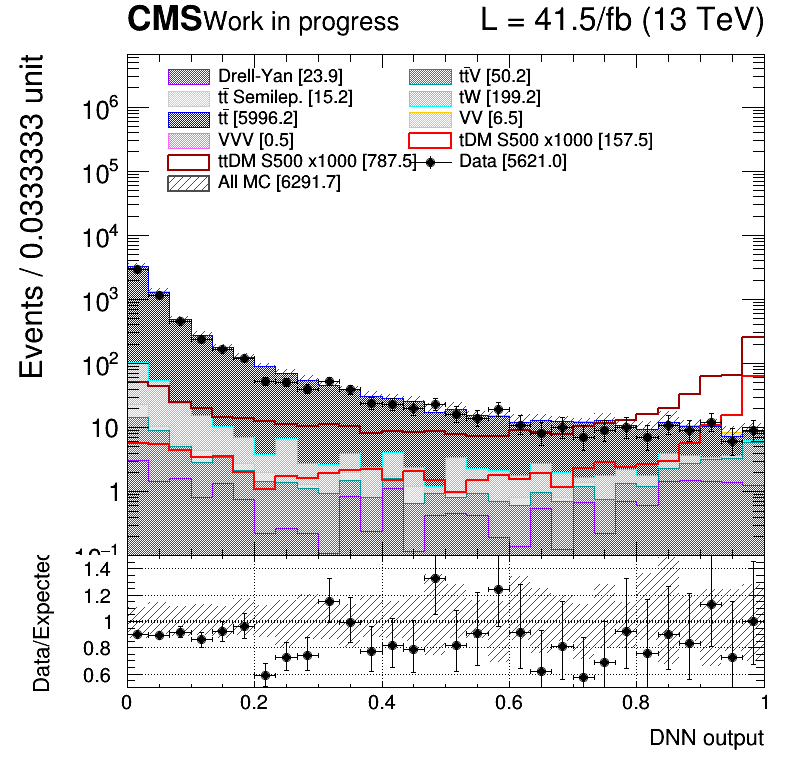 CMS Work in progress L = 41.5/fb (13 TeV)
Events / 0.0333333 unit
Drell-Yan [23.9] tt̄V [50.2]
tt̄ Semilep. [15.2] tW [199.2]
tt̄ [5996.2] VV [6.5]
VVV [0.5] tDM S500 x1000 [157.5]
ttDM S500 x1000 [787.5] Data [5621.0]
All MC [6291.7]
10⁶
10⁵
10⁴
10³
10²
10
1
10⁻¹
Data/Expected
1.4
1.2
1
0.8
0.6
0 0.2 0.4 0.6 0.8 1
DNN output